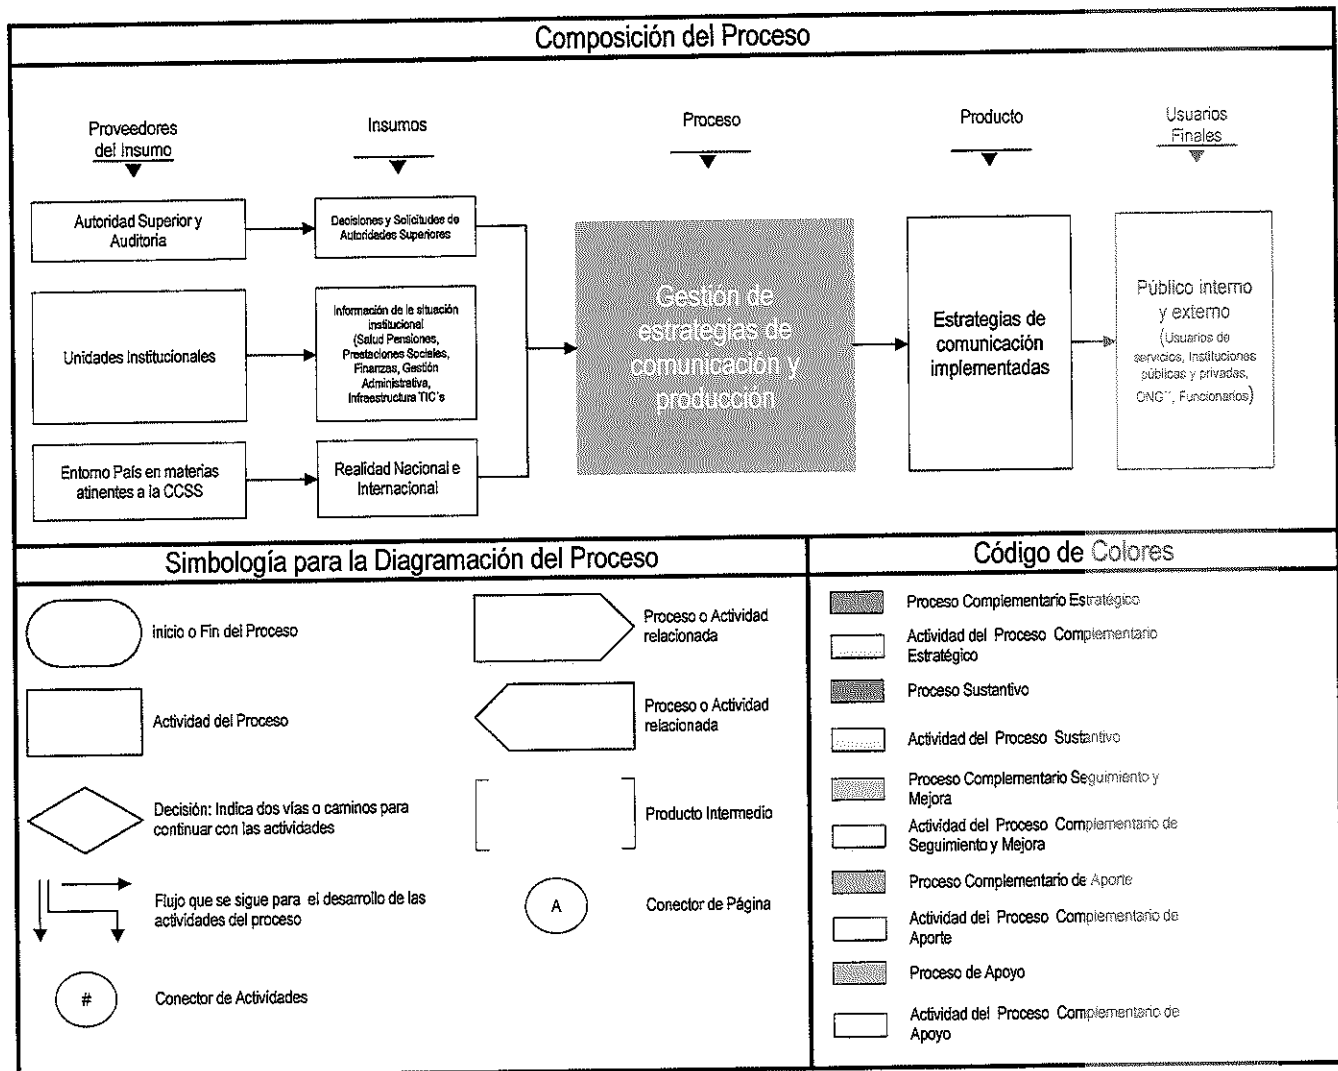 Composición del Proceso
Proveedores
del Insumo
Insumos
Proceso
Producto
Usuarios
Finales
Autoridad Superior y
Auditoria
Decisiones y Solicitudes de
Autoridades Superiores
Unidades Institucionales
Información de la situación
institucional
(Salud Pensiones,
Prestaciones Sociales,
Finanzas, Gestión
Administrativa,
Infraestructura TIC's
Entorno País en materias
atinentes a la CCSS
Realidad Nacional e
Internacional
Gestión de
estrategias de
comunicación y
producción
Estrategias de
comunicación
implementadas
Público interno
y externo
(Usuarios de
servicios, Instituciones
públicas y privadas,
ONG¨, Funcionarios)
Simbología para la Diagramación del Proceso
Inicio o Fin del Proceso
Actividad del Proceso
Decisión: Indica dos vías o caminos para
continuar con las actividades
Flujo que se sigue para el desarrollo de las
actividades del proceso
#
Conector de Actividades
Proceso o Actividad
relacionada
Proceso o Actividad
relacionada
Producto Intermedio
A
Conector de Página
Código de Colores
Proceso Complementario Estratégico
Actividad del Proceso Complementario
Estratégico
Proceso Sustantivo
Actividad del Proceso Sustantivo
Proceso Complementario Seguimiento y
Mejora
Actividad del Proceso Complementario de
Seguimiento y Mejora
Proceso Complementario de Aporte
Actividad del Proceso Complementario de
Aporte
Proceso de Apoyo
Actividad del Proceso Complementario de
Apoyo